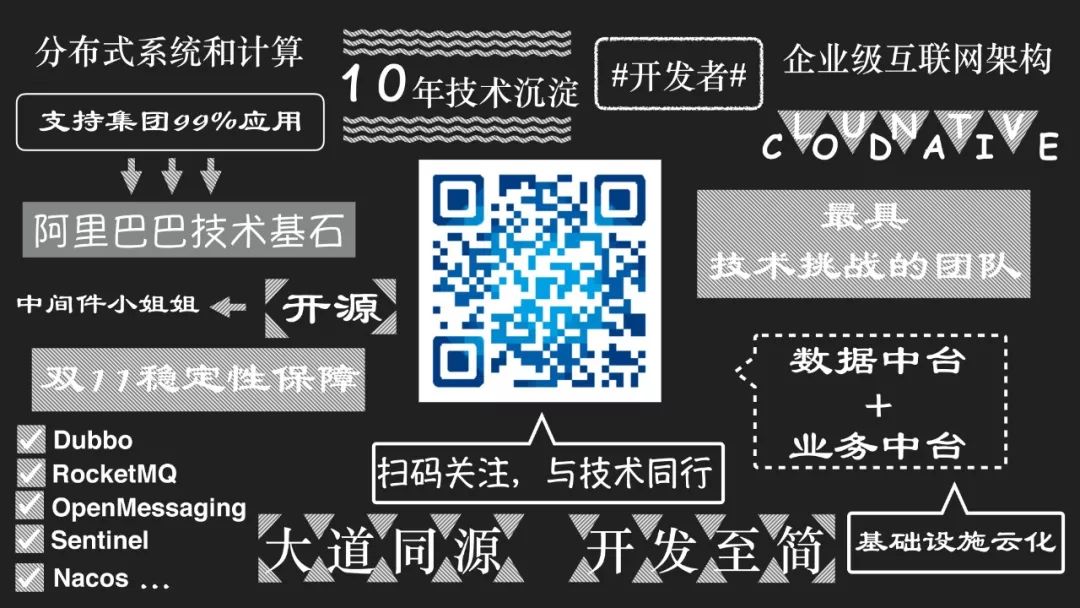 分布式系统和计算
10年技术沉淀
#开发者#
企业级互联网架构
支持集团99%应用
CLOUDNATIVE
阿里巴巴技术基石
最具
技术挑战的团队
中间件小姐姐
开源
双11稳定性保障
数据中台
+
业务中台
Dubbo
RocketMQ
OpenMessaging
Sentinel
Nacos ...
扫码关注，与技术同行
大道同源 开发至简
基础设施云化